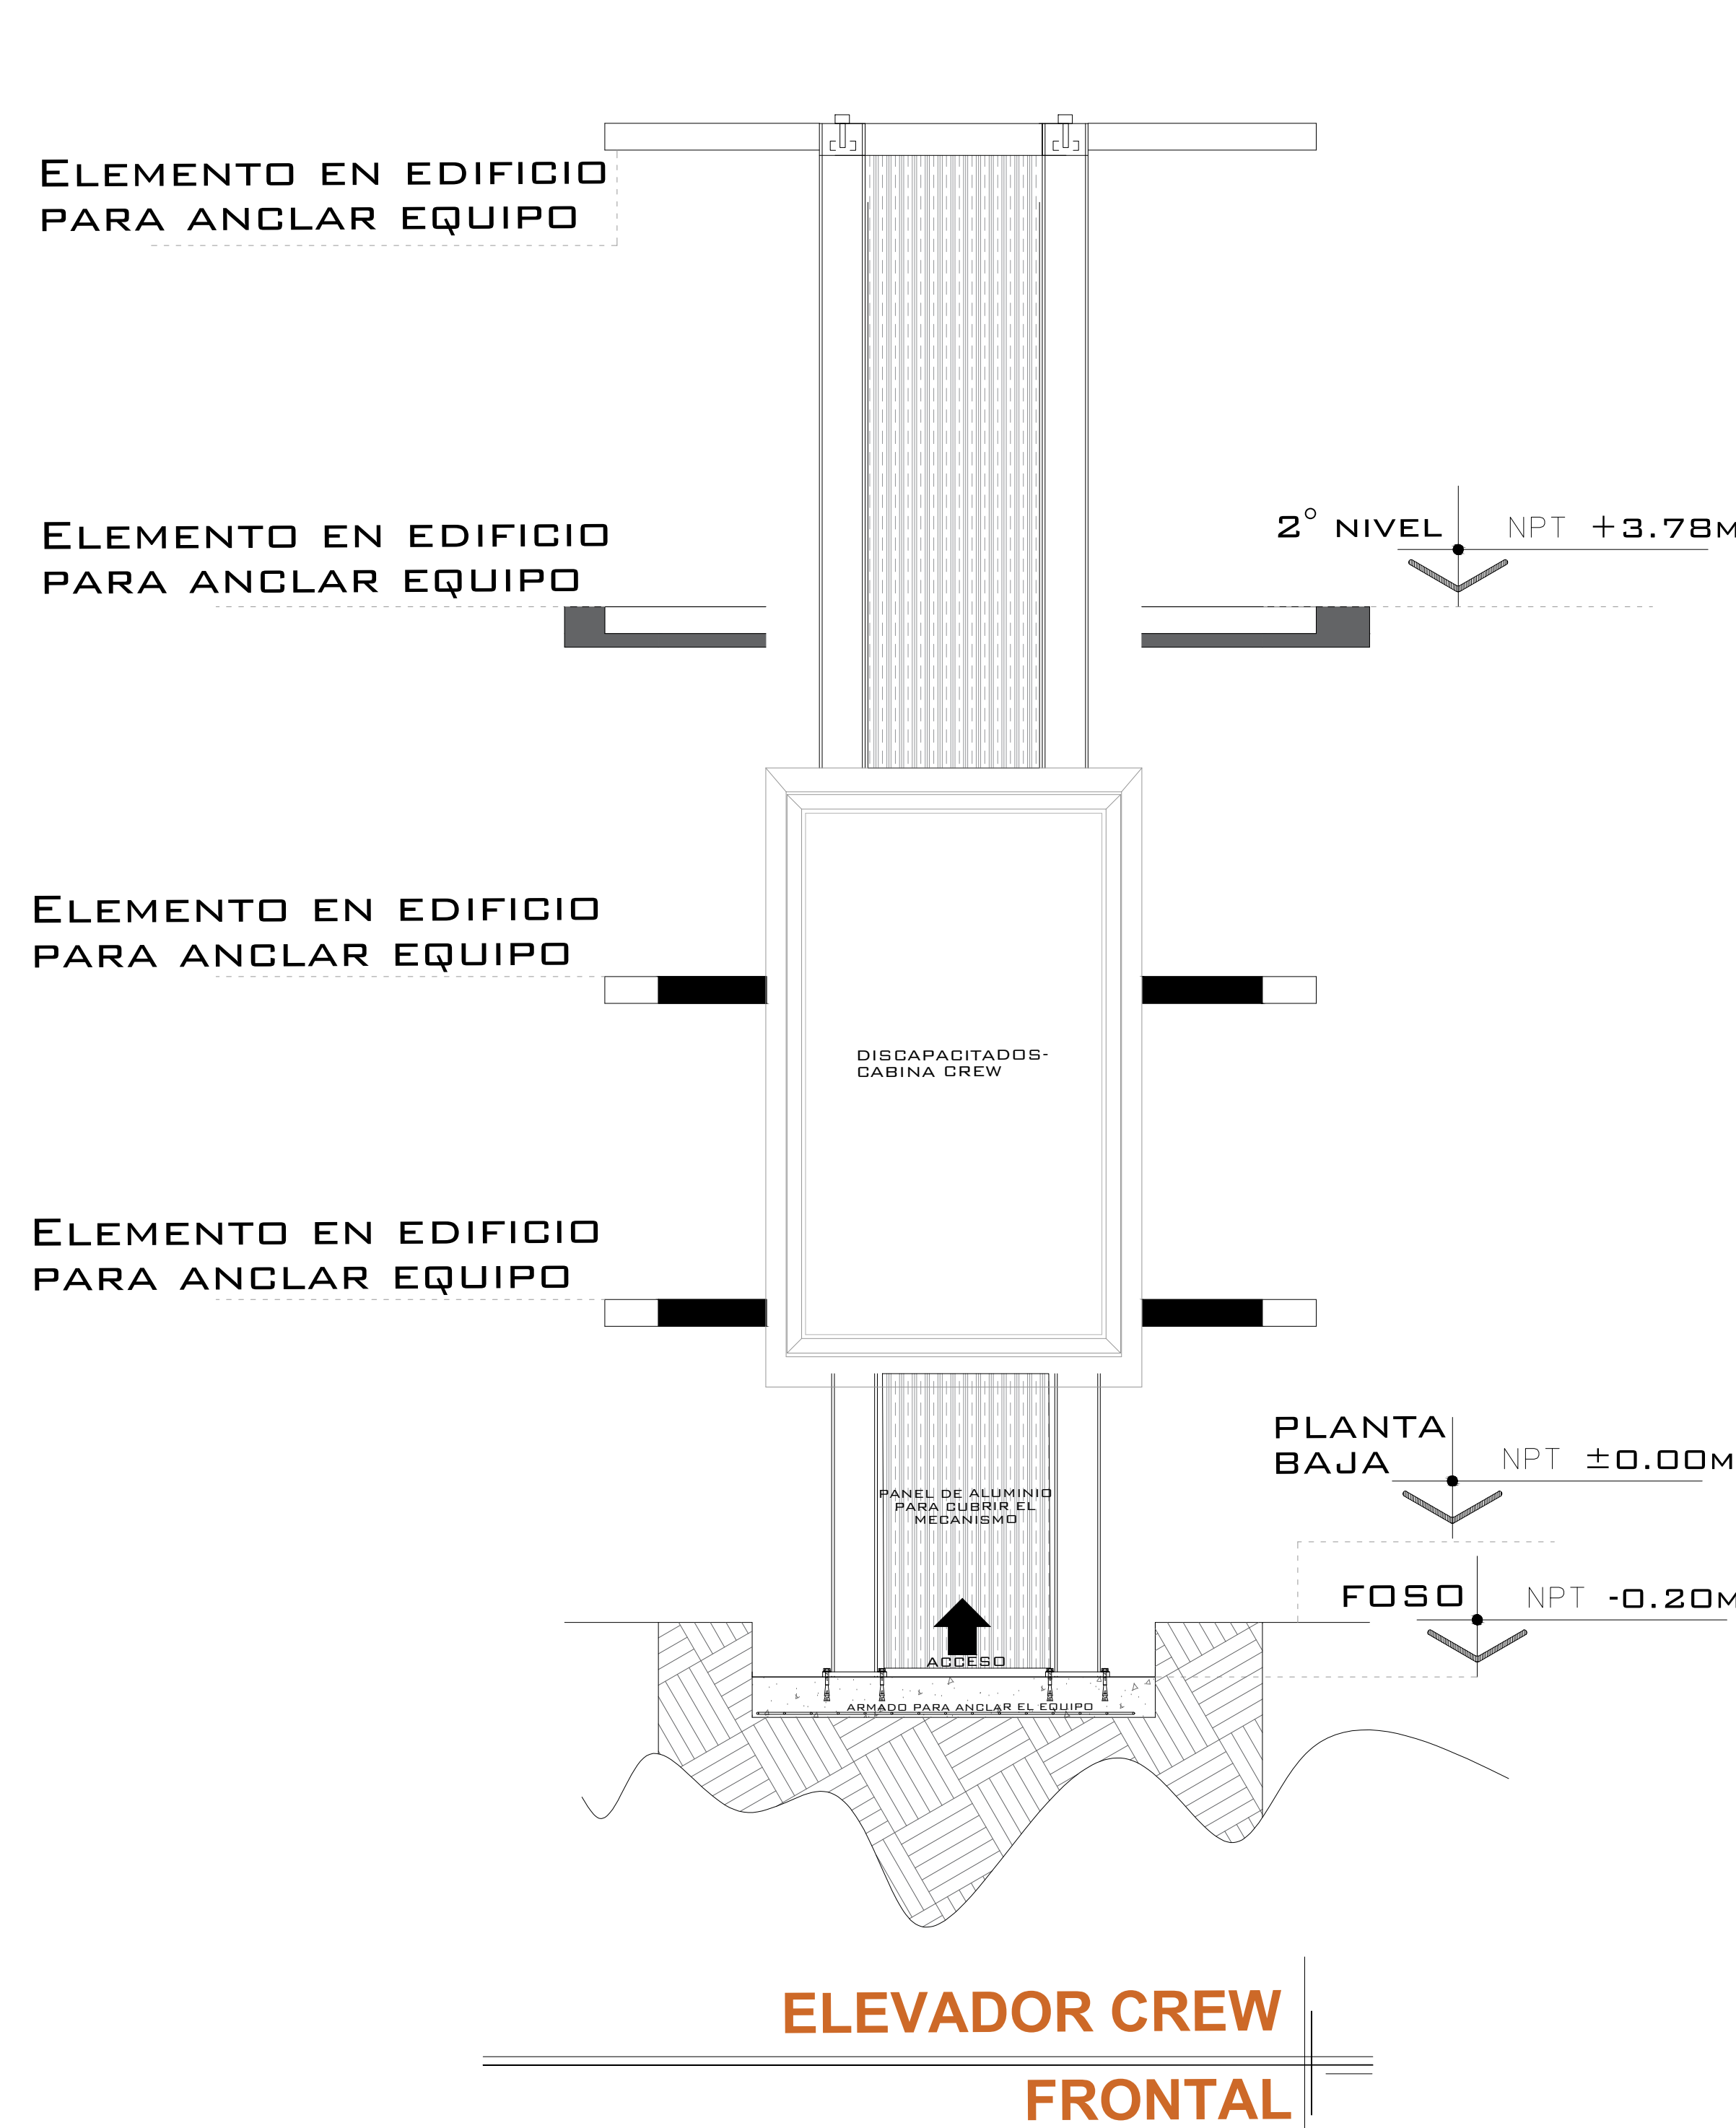 Elemento en edificio
para anclar equipo
Elemento en edificio
para anclar equipo
2° nivel NPT +3.78m
Elemento en edificio
para anclar equipo
DISCAPACITADOS-
CABINA CREW
Elemento en edificio
para anclar equipo
PLANTA
BAJA NPT ±0.00m
PANEL DE ALUMINIO
PARA CUBRIR EL
MECANISMO
FOSO NPT -0.20m
ACCESO
ARMADO PARA ANCLAR EL EQUIPO
ELEVADOR CREW
FRONTAL